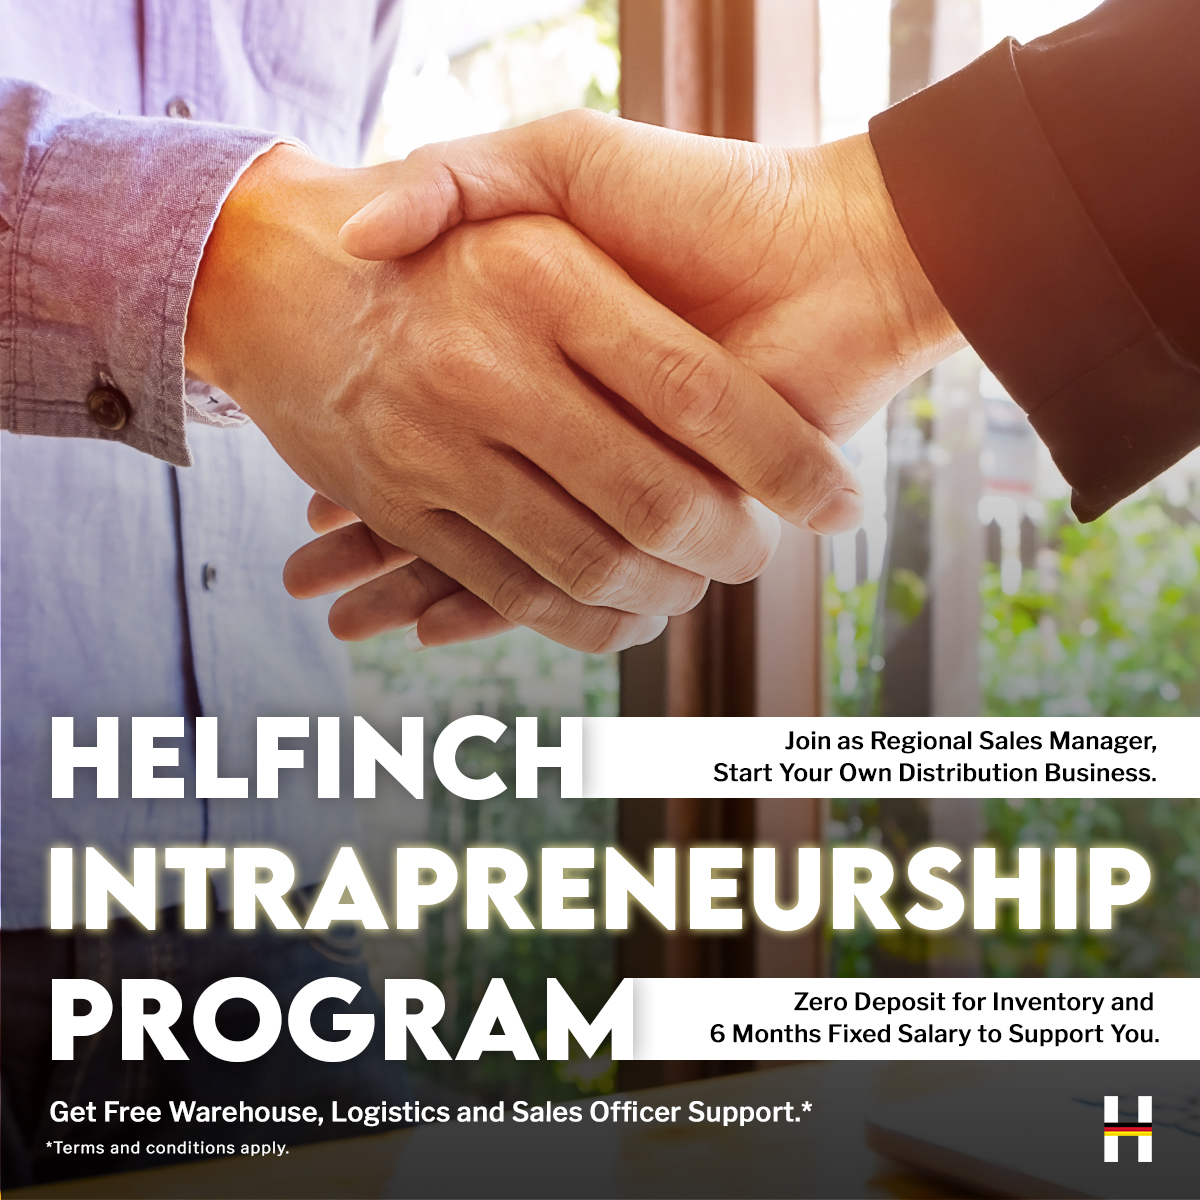 HELFINCH
Join as Regional Sales Manager,
Start Your Own Distribution Business.
INTRAPRENEURSHIP
PROGRAM
Zero Deposit for Inventory and
6 Months Fixed Salary to Support You.
Get Free Warehouse, Logistics and Sales Officer Support.*
*Terms and conditions apply.
H